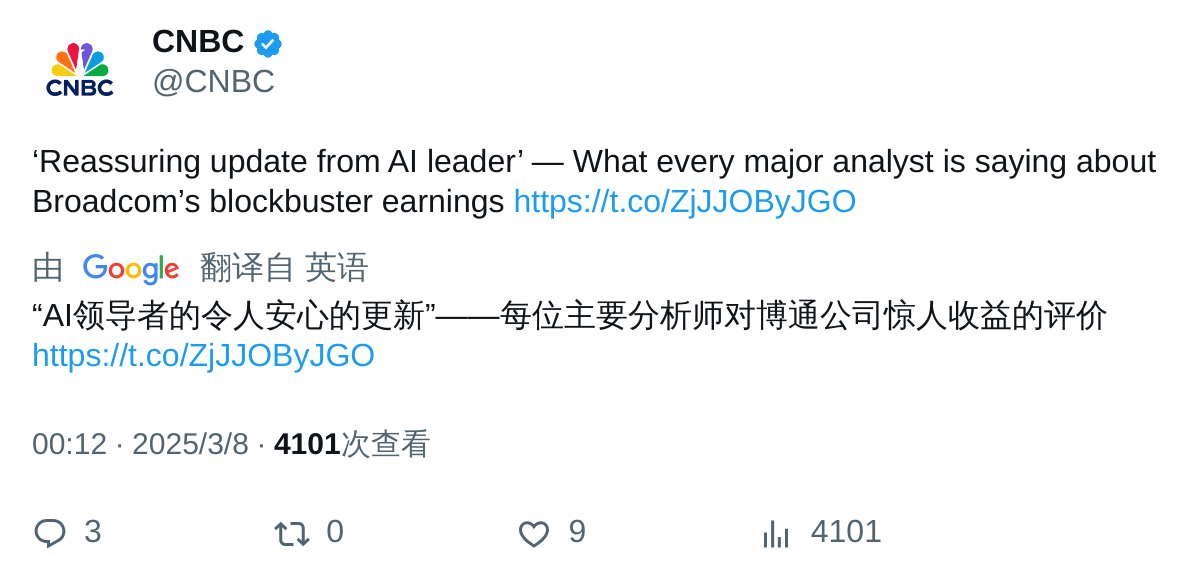 CNBC
CNBC
@CNBC
‘Reassuring update from AI leader’ — What every major analyst is saying about
Broadcom’s blockbuster earnings https://t.co/ZjJJOByJGO
由 Google 翻译自 英语
“AI领导者的令人安心的更新”——每位主要分析师对博通公司惊人收益的评价
https://t.co/ZjJJOByJGO
00:12 · 2025/3/8 · 4101次查看
3 0 9 4101